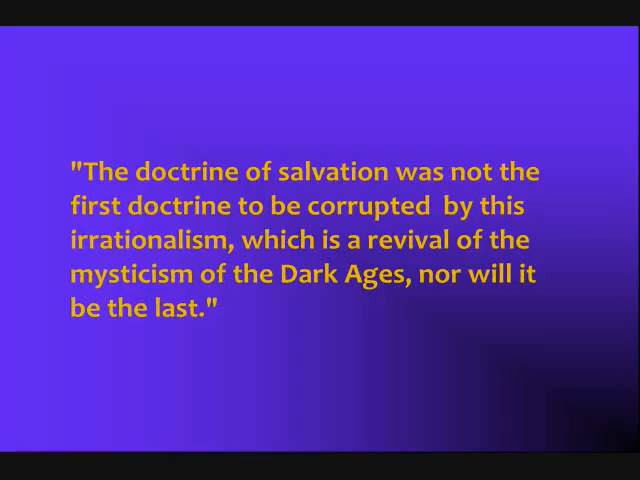 "The doctrine of salvation was not the
first doctrine to be corrupted  by this
irrationalism, which is a revival of the
mysticism of the Dark Ages, nor will it
be the last."